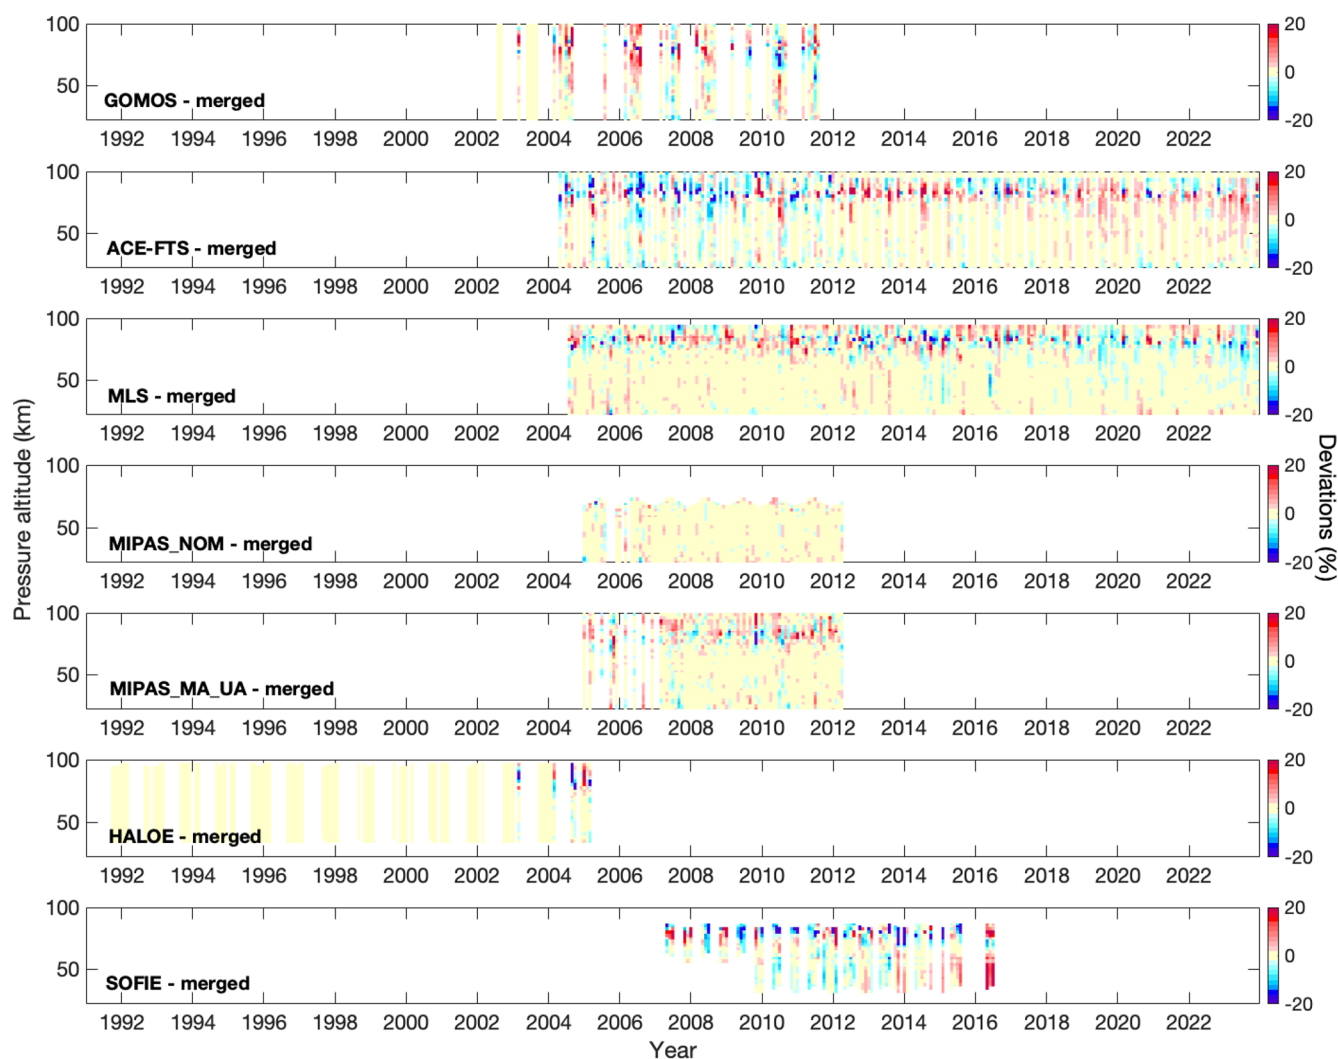 100
50
GOMOS - merged
1992 1994 1996 1998 2000 2002 2004 2006 2008 2010 2012 2014 2016 2018 2020 2022
20
0
-20
100
50
ACE-FTS - merged
1992 1994 1996 1998 2000 2002 2004 2006 2008 2010 2012 2014 2016 2018 2020 2022
20
0
-20
100
50
MLS - merged
1992 1994 1996 1998 2000 2002 2004 2006 2008 2010 2012 2014 2016 2018 2020 2022
20
0
-20
Pressure altitude (km)
100
50
MIPAS_NOM - merged
1992 1994 1996 1998 2000 2002 2004 2006 2008 2010 2012 2014 2016 2018 2020 2022
20
0
-20
Deviations (%)
100
50
MIPAS_MA_UA - merged
1992 1994 1996 1998 2000 2002 2004 2006 2008 2010 2012 2014 2016 2018 2020 2022
20
0
-20
100
50
HALOE - merged
1992 1994 1996 1998 2000 2002 2004 2006 2008 2010 2012 2014 2016 2018 2020 2022
20
0
-20
100
50
SOFIE - merged
1992 1994 1996 1998 2000 2002 2004 2006 2008 2010 2012 2014 2016 2018 2020 2022
20
0
-20
Year